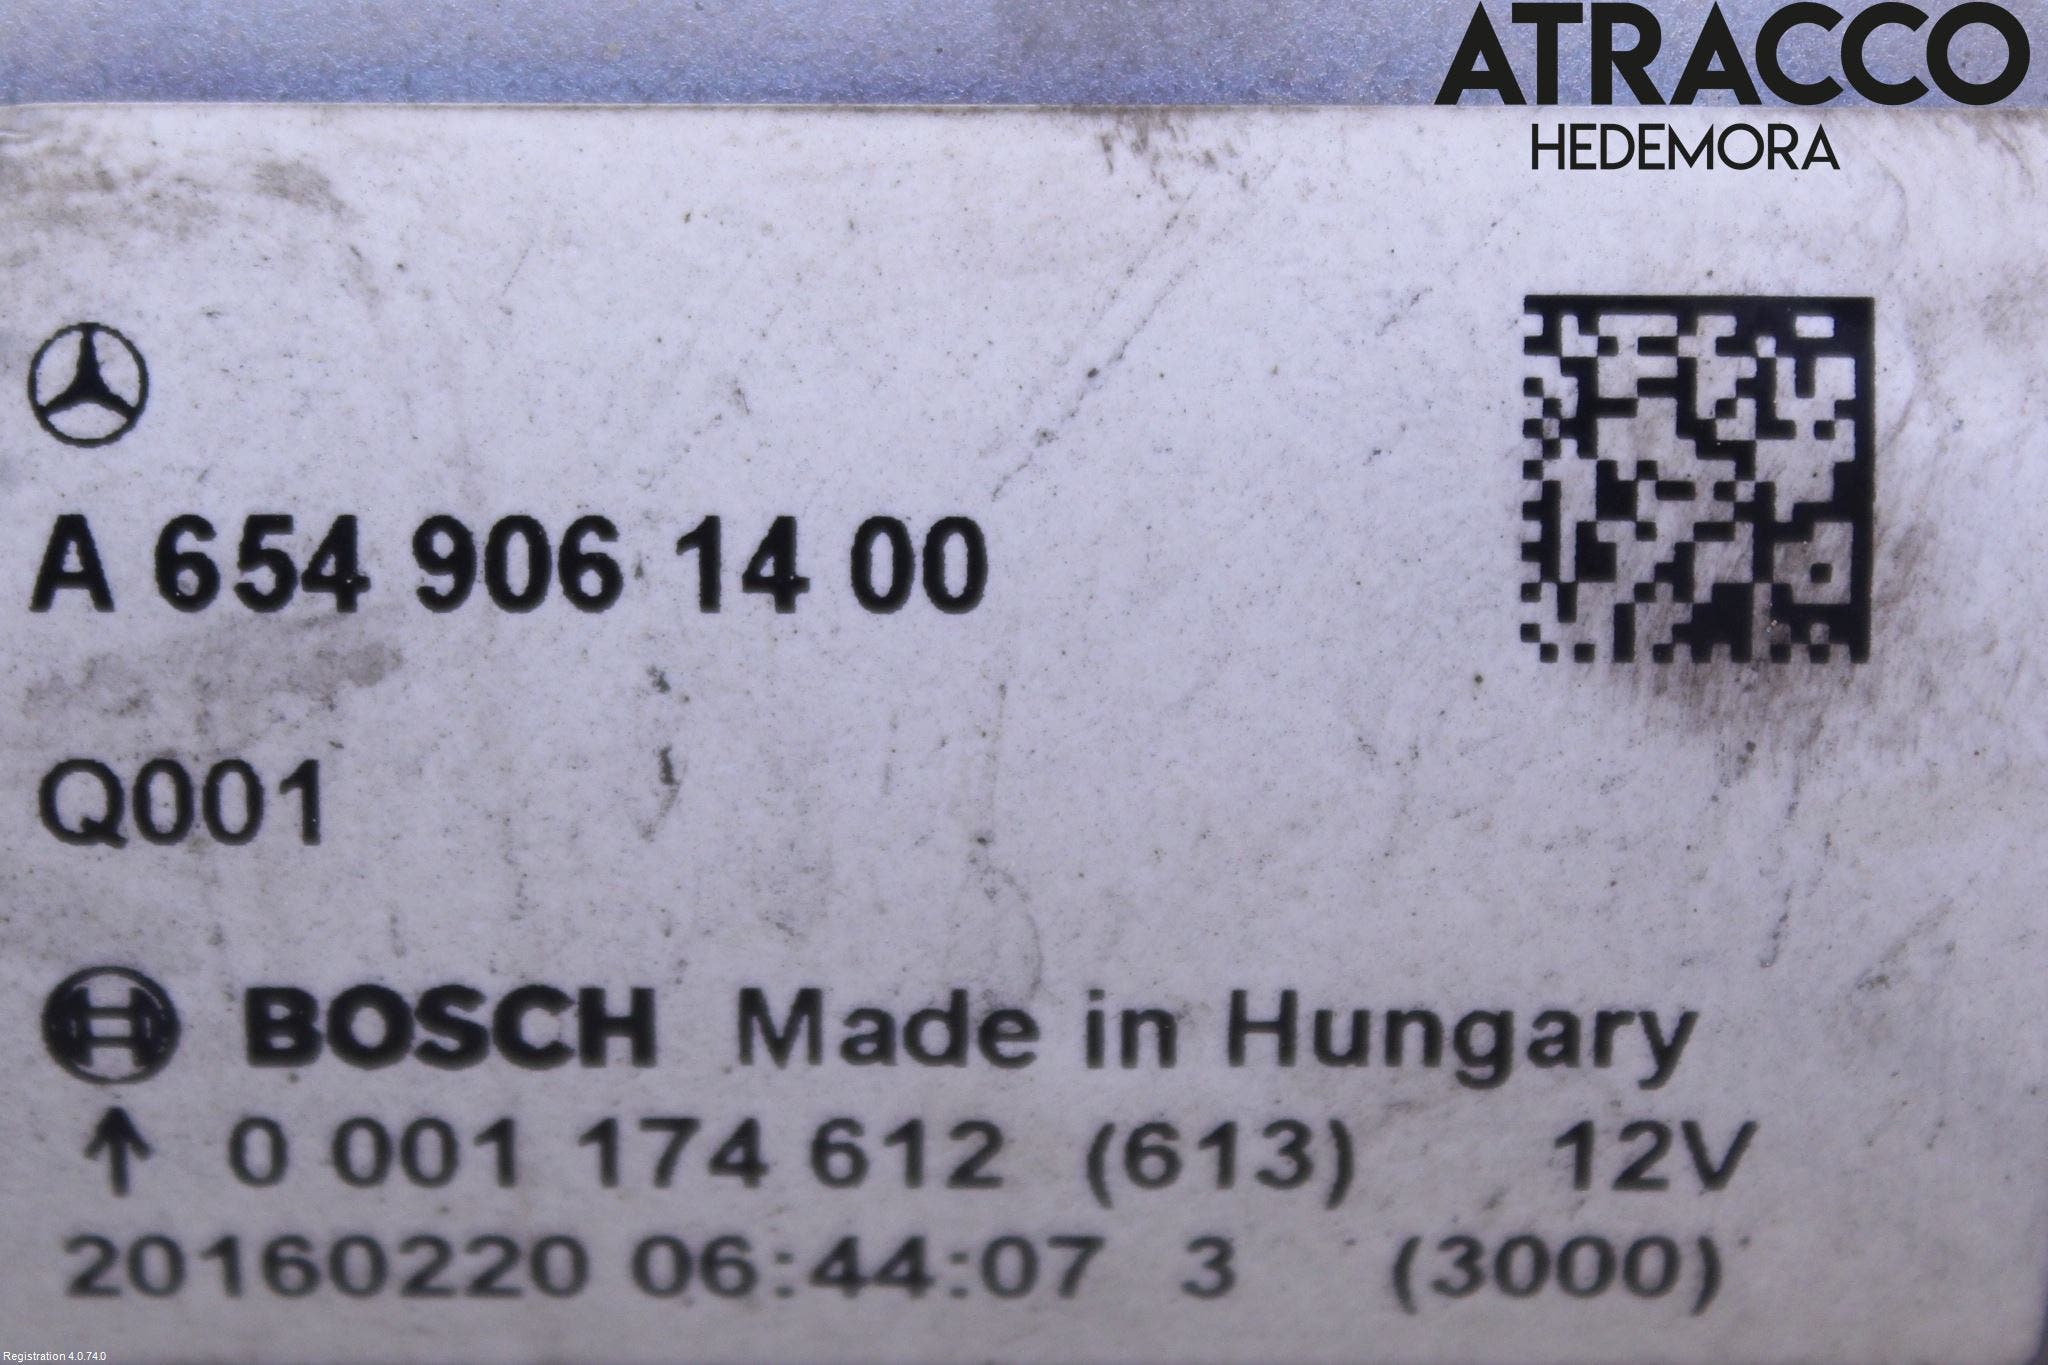 ATRACCO
HEDEMORA
A 654 906 14 00
Q001
BOSCH Made in Hungary
↑ 0 001 174 612 (613) 12V
20160220 06:44:07 3 (3000)
Registration 4.0.74.0